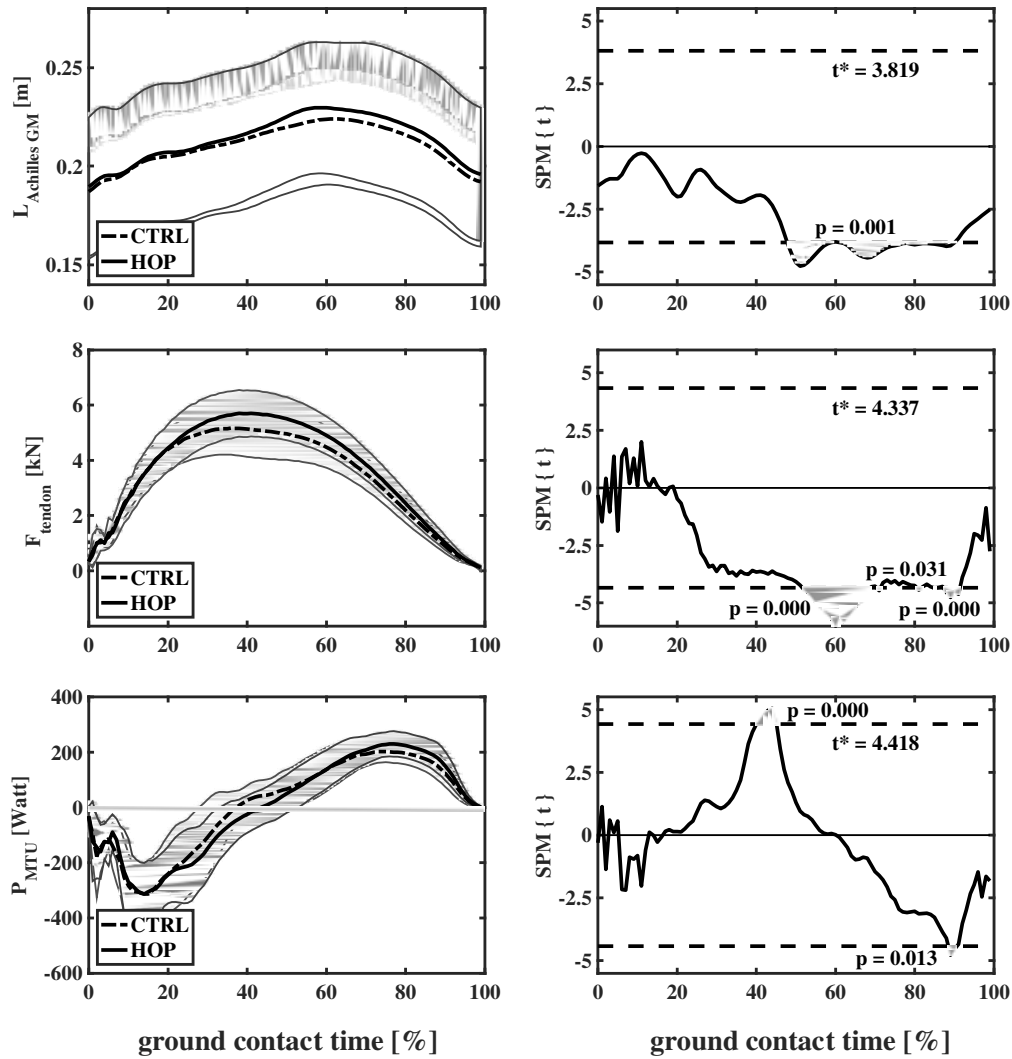 L Achilles GM [m]
0.25
0.2
0.15
0 20 40 60 80 100
CTRL
HOP
SPM { t }
5
2.5
0
-2.5
-5
0 20 40 60 80 100
t* = 3.819
p = 0.001
F tendon [kN]
8
6
4
2
0
0 20 40 60 80 100
CTRL
HOP
SPM { t }
5
2.5
0
-2.5
-5
0 20 40 60 80 100
t* = 4.337
p = 0.031
p = 0.000
p = 0.000
P MTU [Watt]
400
200
0
-200
-400
-600
0 20 40 60 80 100
CTRL
HOP
ground contact time [%]
SPM { t }
5
2.5
0
-2.5
-5
0 20 40 60 80 100
p = 0.000
t* = 4.418
p = 0.013
ground contact time [%]